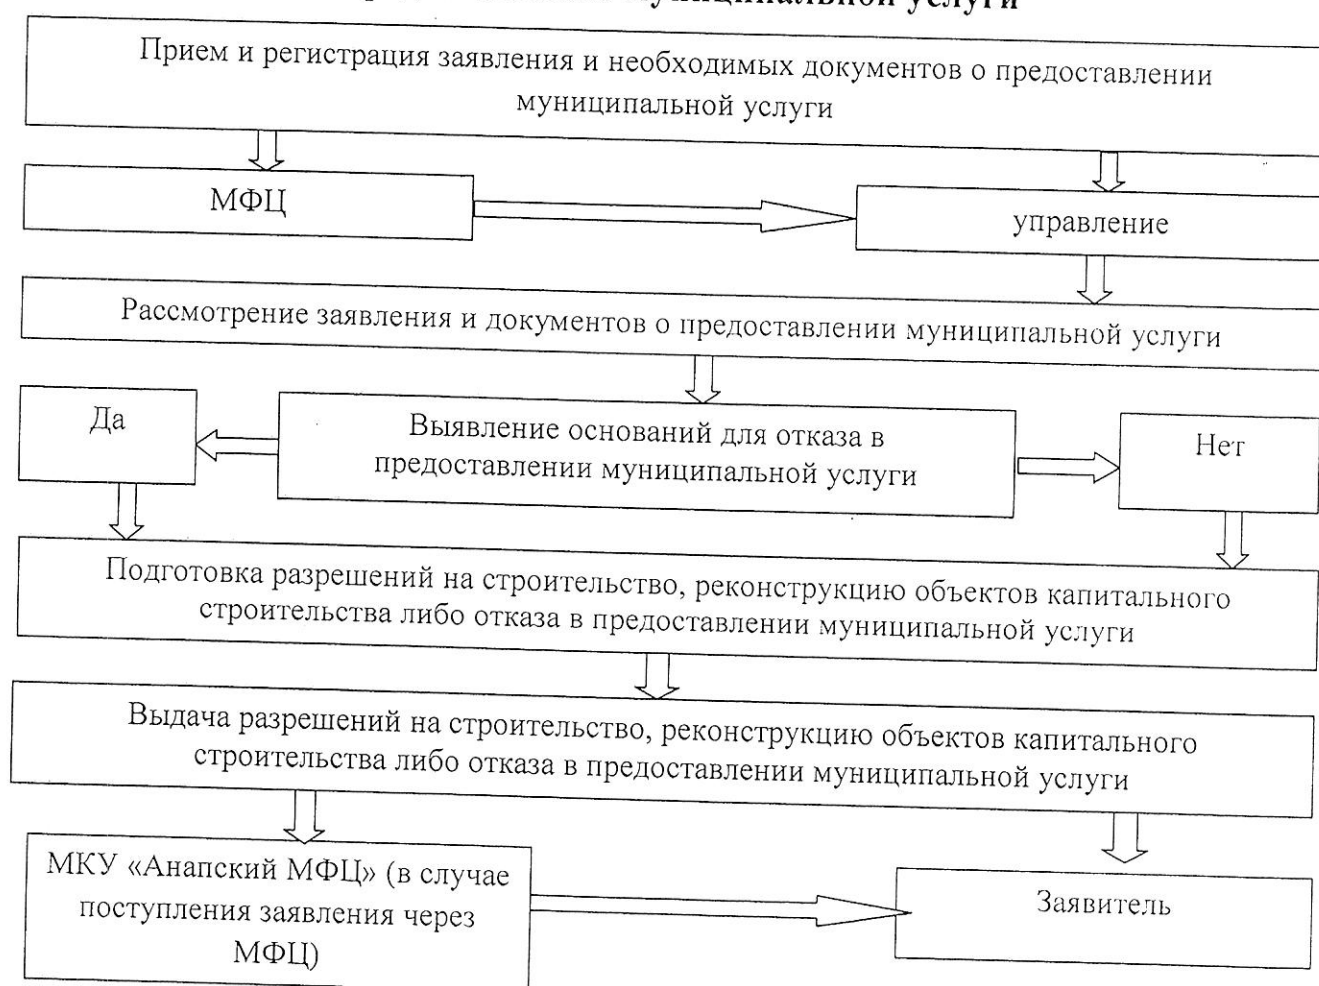 муниципальной услуги
Прием и регистрация заявления и необходимых документов о предоставлении
муниципальной услуги
МФЦ
управление
Рассмотрение заявления и документов о предоставлении муниципальной услуги
Да
Выявление оснований для отказа в
предоставлении муниципальной услуги
Нет
Подготовка разрешений на строительство, реконструкцию объектов капитального
строительства либо отказа в предоставлении муниципальной услуги
Выдача разрешений на строительство, реконструкцию объектов капитального
строительства либо отказа в предоставлении муниципальной услуги
МКУ «Анапский МФЦ» (в случае
поступления заявления через
МФЦ)
Заявитель